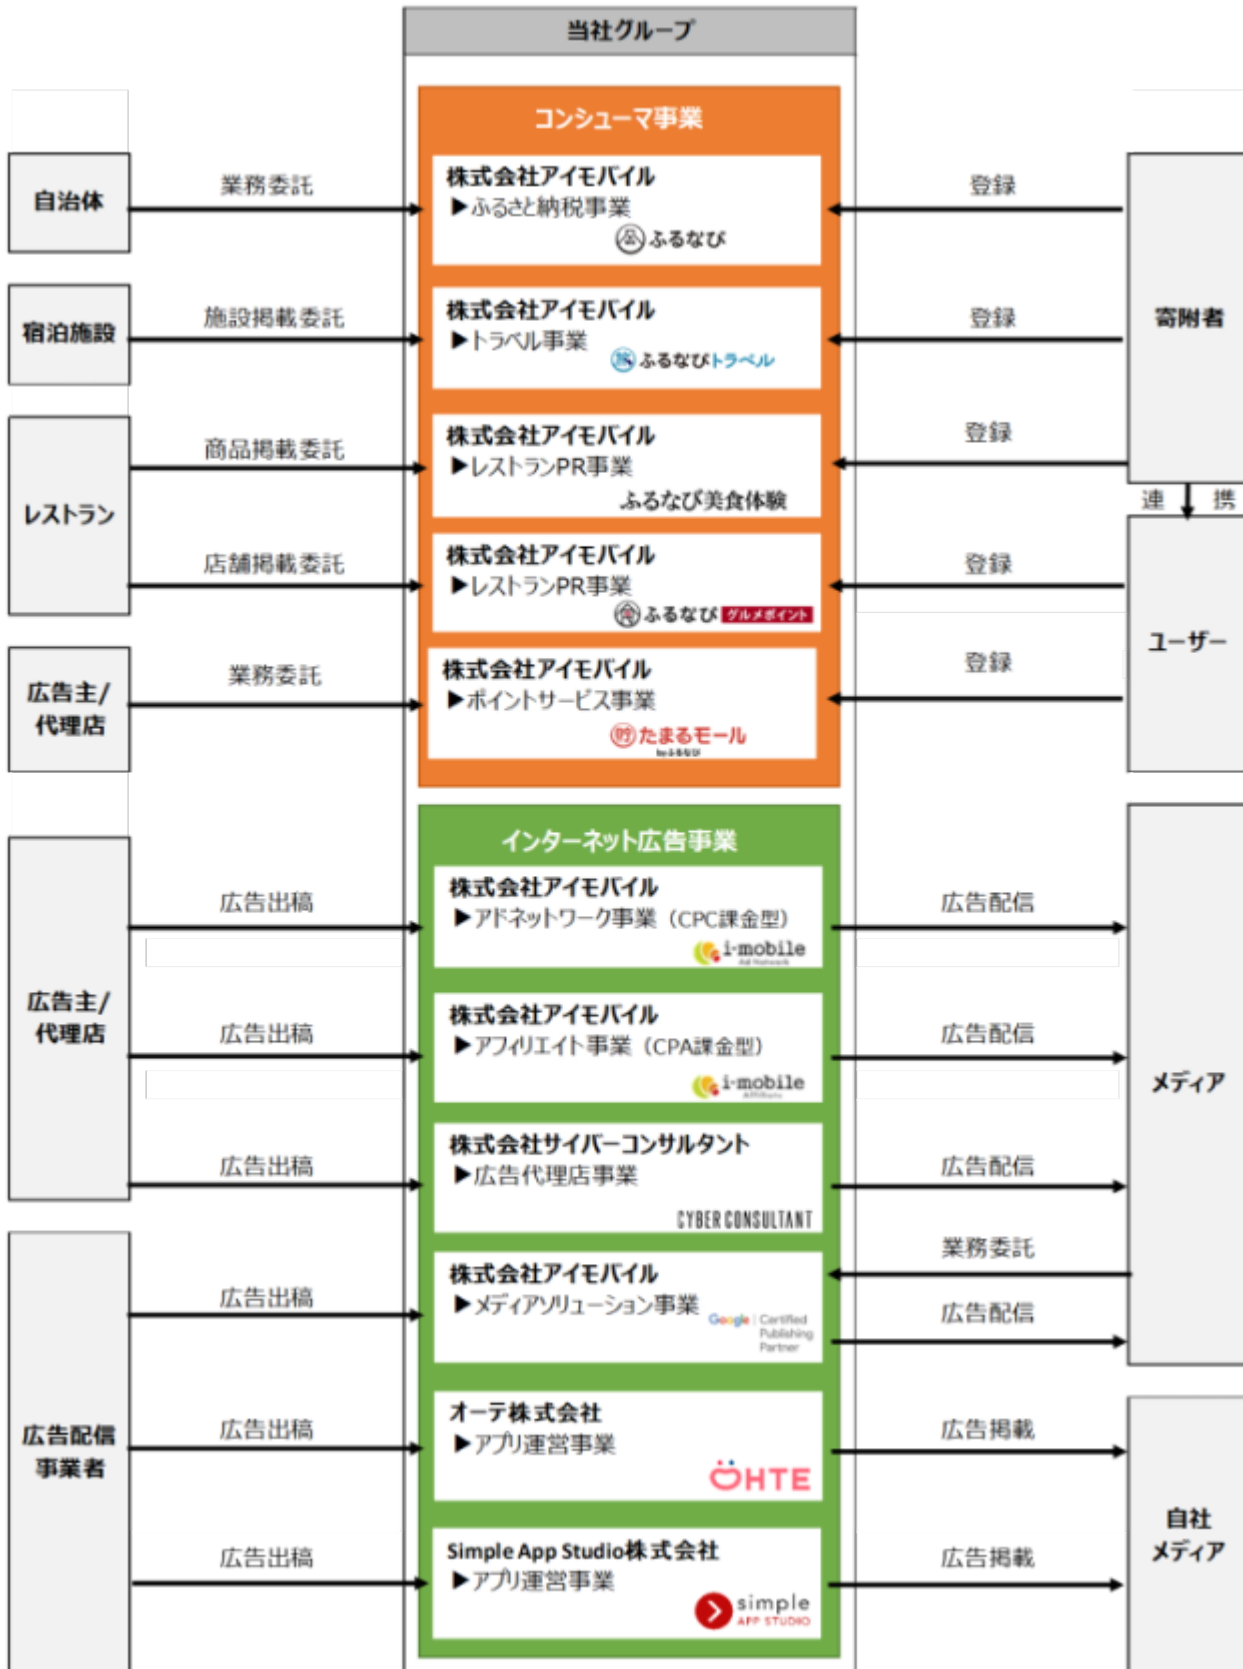 当社グループ
コンシューマ事業
自治体
業務委託
株式会社アイモバイル
▶ふるさと納税事業
ふるなび
登録
寄附者
宿泊施設
施設掲載委託
株式会社アイモバイル
▶トラベル事業
ふるなびトラベル
登録
レストラン
商品掲載委託
株式会社アイモバイル
▶レストランPR事業
ふるなび美食体験
登録
連 携
店舗掲載委託
株式会社アイモバイル
▶レストランPR事業
ふるなび グルメポイント
登録
ユーザー
広告主/
代理店
業務委託
株式会社アイモバイル
▶ポイントサービス事業
貯 たまるモール
by ふるなび
登録
インターネット広告事業
広告主/
代理店
広告出稿
株式会社アイモバイル
▶アドネットワーク事業（CPC課金型）
i-mobile
Ad Network
広告配信
メディア
広告出稿
株式会社アイモバイル
▶アフィリエイト事業（CPA課金型）
i-mobile
Affiliate
広告配信
広告出稿
株式会社サイバーコンサルタント
▶広告代理店事業
CYBER CONSULTANT
広告配信
広告配信
事業者
広告出稿
株式会社アイモバイル
▶メディアソリューション事業
Google | Certified
Publishing
Partner
業務委託
広告配信
広告出稿
オーテ株式会社
▶アプリ運営事業
ÖHTE
広告掲載
自社
メディア
広告出稿
Simple App Studio株式会社
▶アプリ運営事業
simple
APP STUDIO
広告掲載